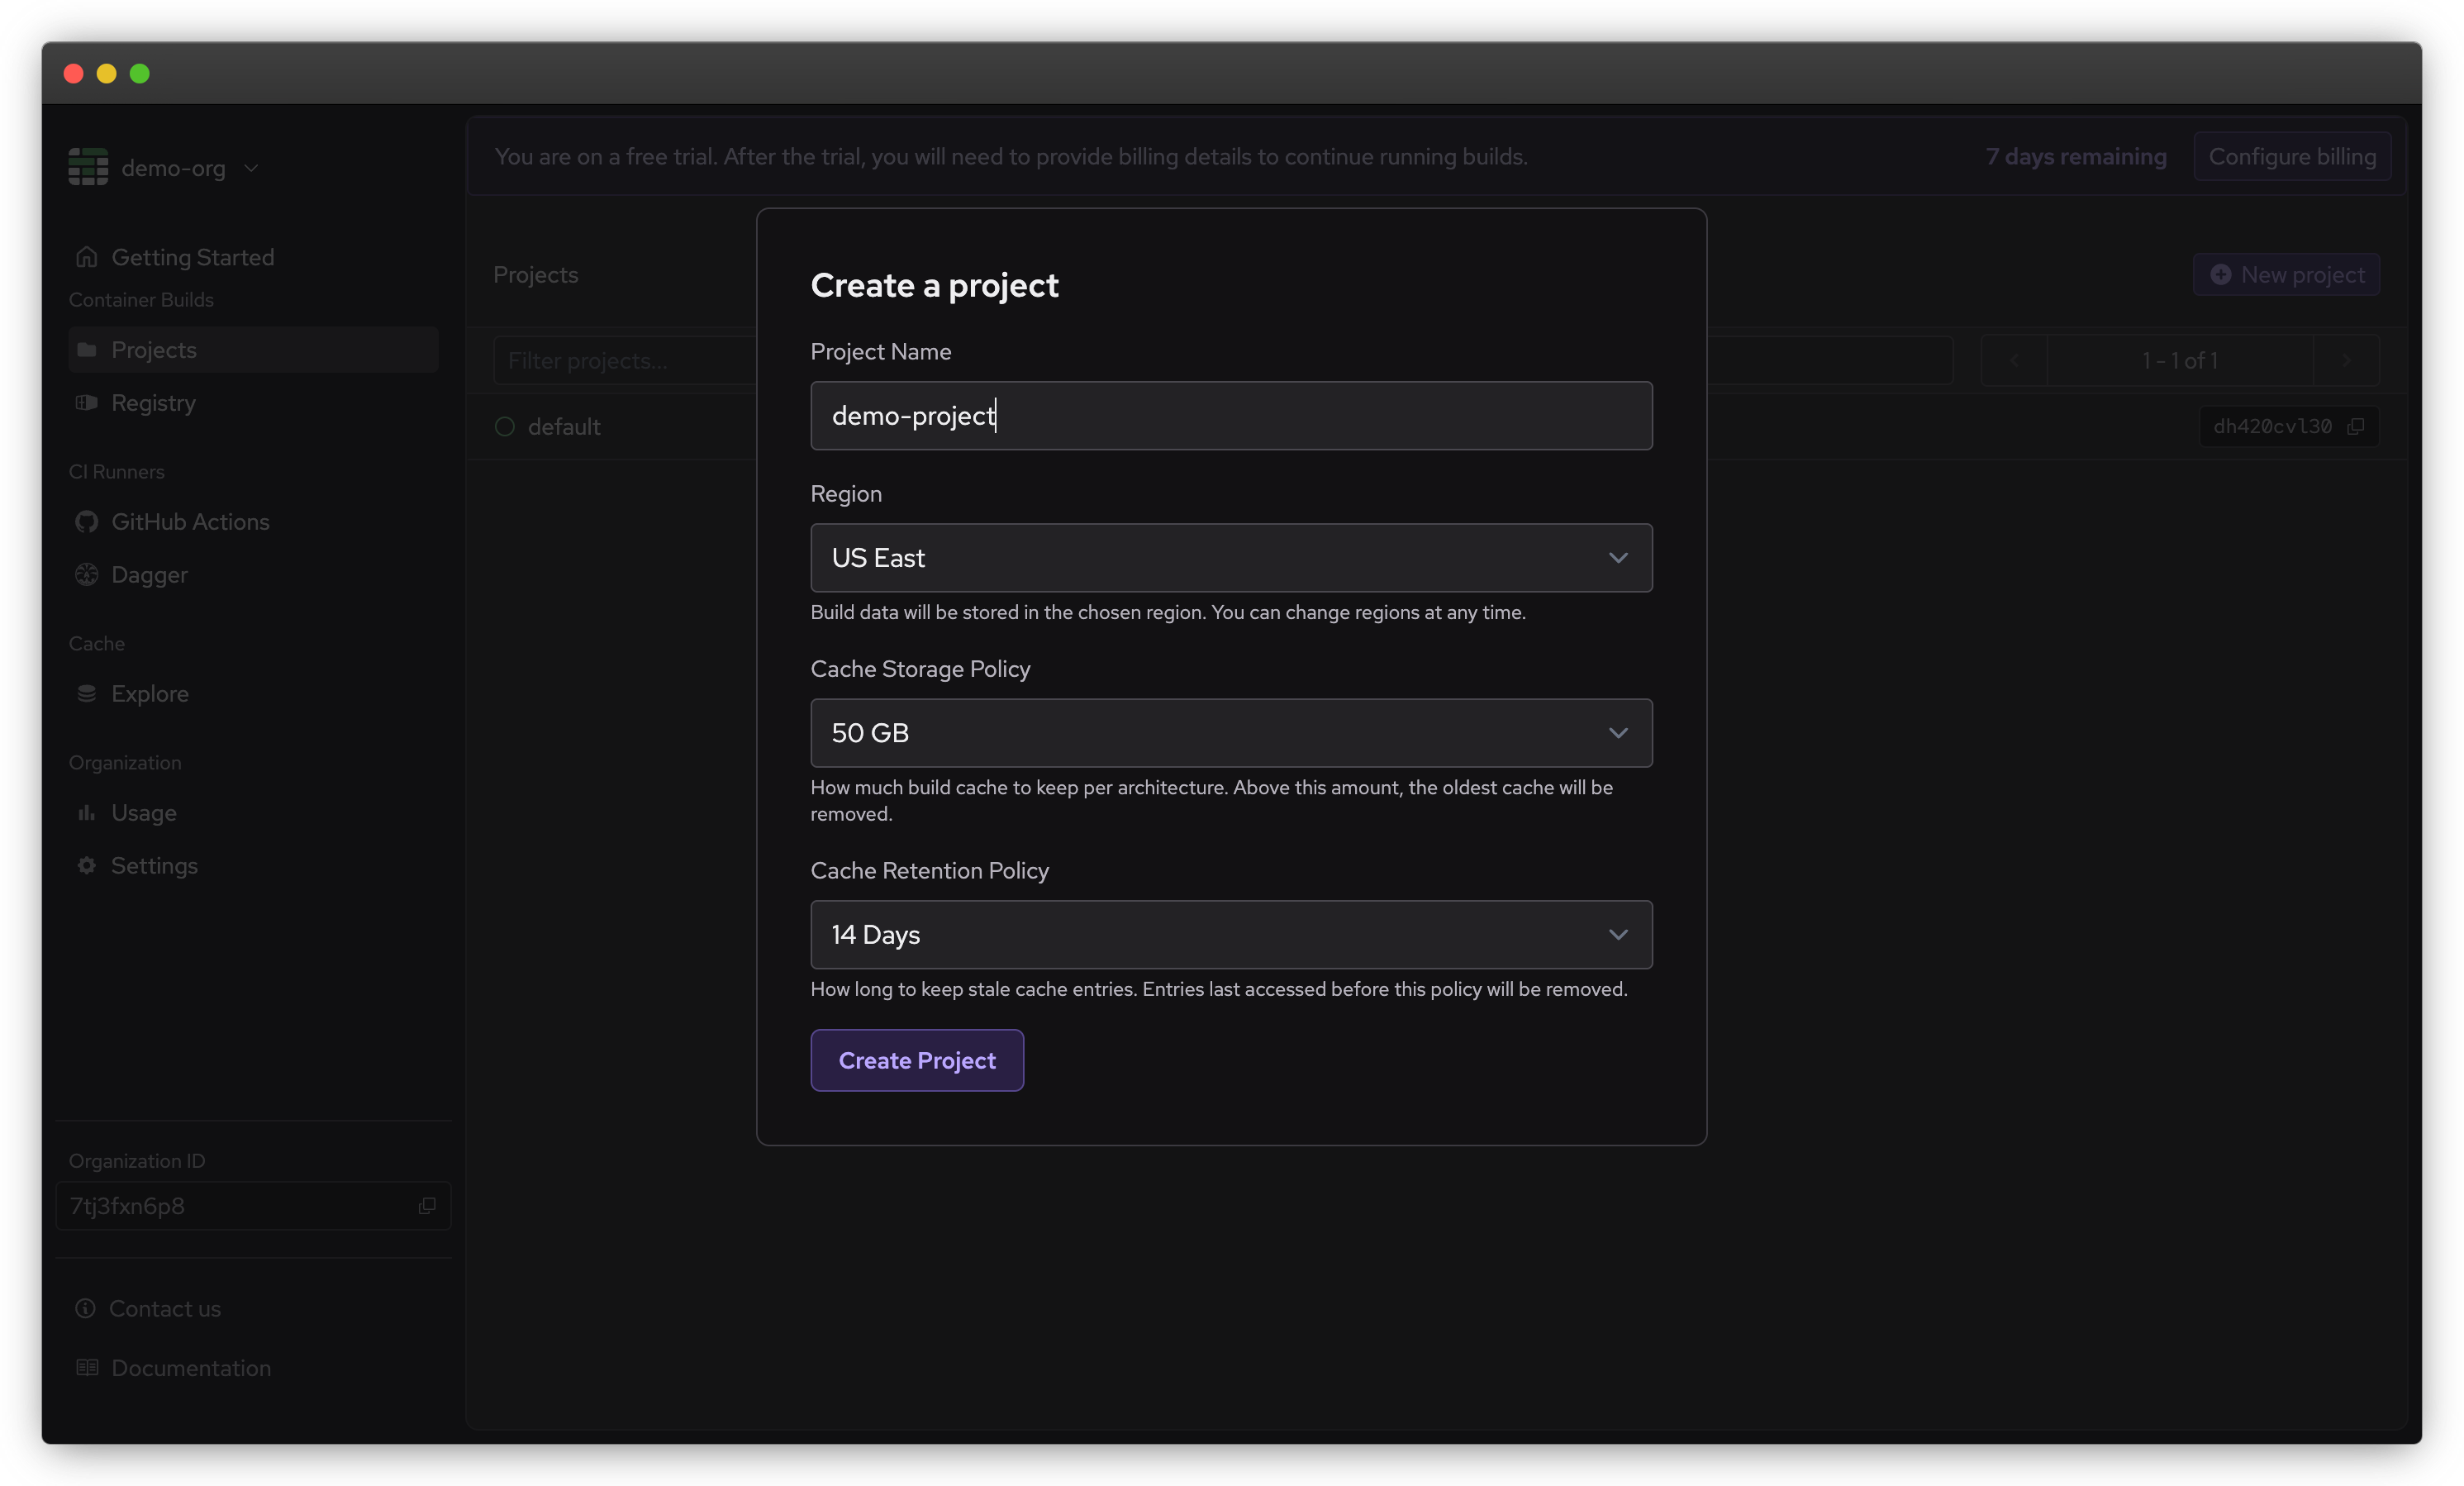 demo-org
Getting Started
Container Builds
Projects
Registry
CI Runners
GitHub Actions
Dagger
Cache
Explore
Organization
Usage
Settings
Organization ID
7tj3fxn6p8
Contact us
Documentation
You are on a free trial. After the trial, you will need to provide billing details to continue running builds.
7 days remaining
Configure billing
Projects
New project
Filter projects...
1 - 1 of 1
default
dh420cvl30
Create a project
Project Name
demo-project
Region
US East
Build data will be stored in the chosen region. You can change regions at any time.
Cache Storage Policy
50 GB
How much build cache to keep per architecture. Above this amount, the oldest cache will be
removed.
Cache Retention Policy
14 Days
How long to keep stale cache entries. Entries last accessed before this policy will be removed.
Create Project